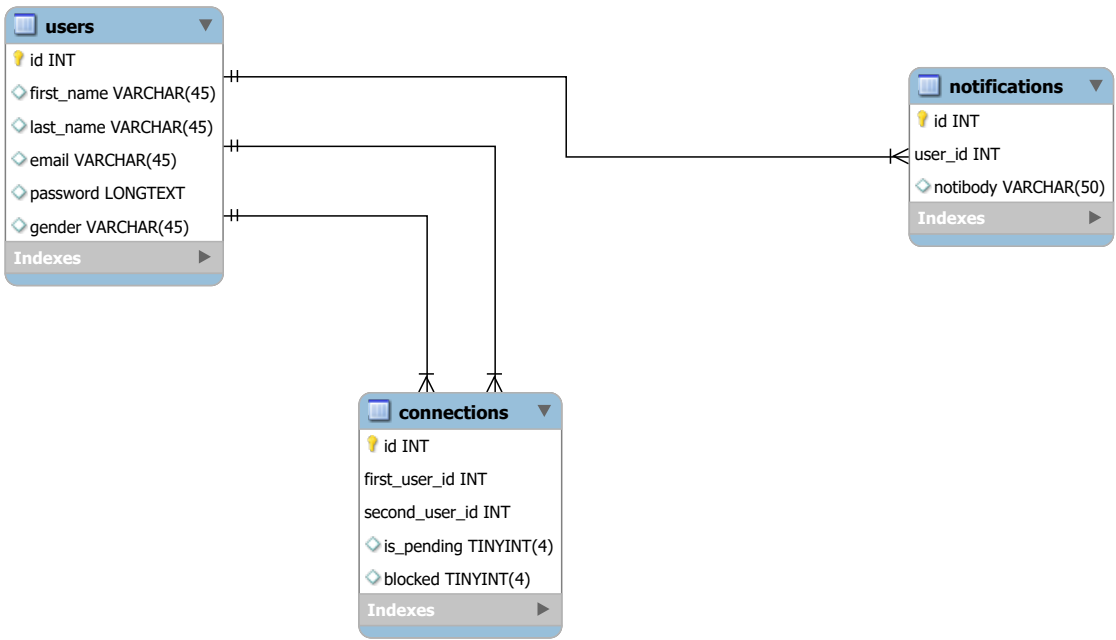 users
id INT
first_name VARCHAR(45)
last_name VARCHAR(45)
email VARCHAR(45)
password LONGTEXT
gender VARCHAR(45)
Indexes
notifications
id INT
user_id INT
notibody VARCHAR(50)
Indexes
connections
id INT
first_user_id INT
second_user_id INT
is_pending TINYINT(4)
blocked TINYINT(4)
Indexes